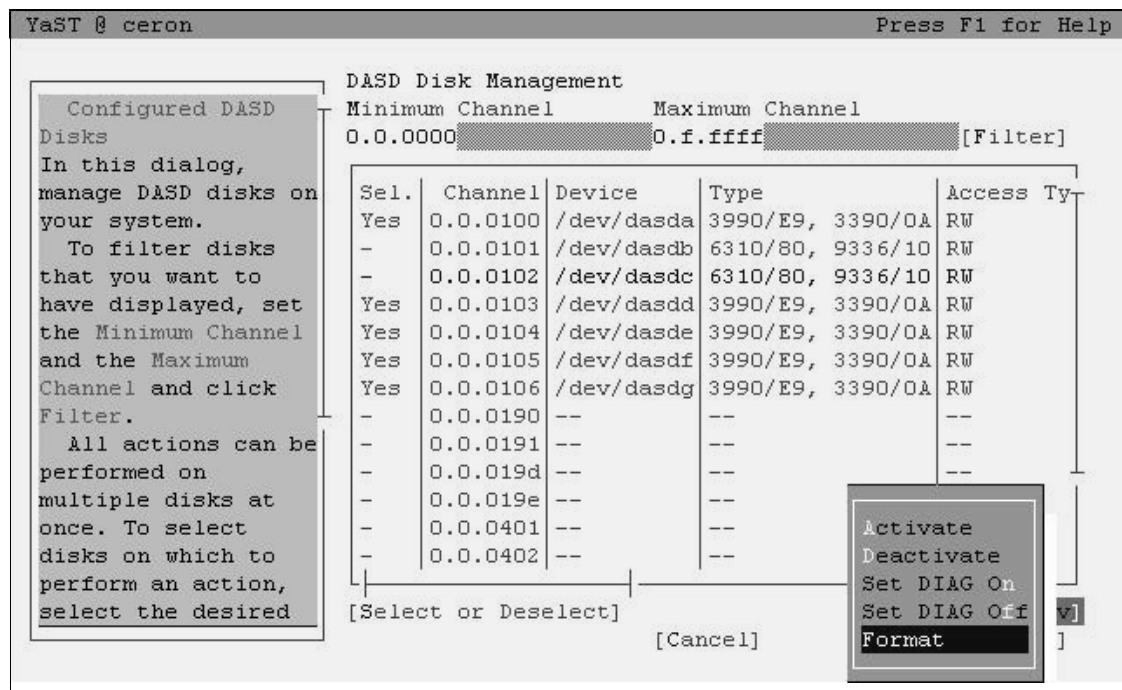 YaST @ ceron Press F1 for Help
Configured DASD
Disks
In this dialog,
manage DASD disks on
your system.
To filter disks
that you want to
have displayed, set
the Minimum Channel
and the Maximum
Channel and click
Filter.
All actions can be
performed on
multiple disks at
once. To select
disks on which to
perform an action,
select the desired
DASD Disk Management
Minimum Channel Maximum Channel
0.0.0000 0.f.ffff [Filter]
Sel. Channel Device Type Access Ty
Yes 0.0.0100 /dev/dasda 3990/E9, 3390/0A RW
- 0.0.0101 /dev/dasdb 6310/80, 9336/10 RW
- 0.0.0102 /dev/dasdc 6310/80, 9336/10 RW
Yes 0.0.0103 /dev/dasdd 3990/E9, 3390/0A RW
Yes 0.0.0104 /dev/dasde 3990/E9, 3390/0A RW
Yes 0.0.0105 /dev/dasdf 3990/E9, 3390/0A RW
Yes 0.0.0106 /dev/dasdg 3990/E9, 3390/0A RW
- 0.0.0190 -- -- --
- 0.0.0191 -- -- --
- 0.0.019d -- -- --
- 0.0.019e -- --
- 0.0.0401 -- --
- 0.0.0402 -- --
Activate
Deactivate
Set DIAG On
Set DIAG Off
Format
[Select or Deselect] v]
[Cancel] ]